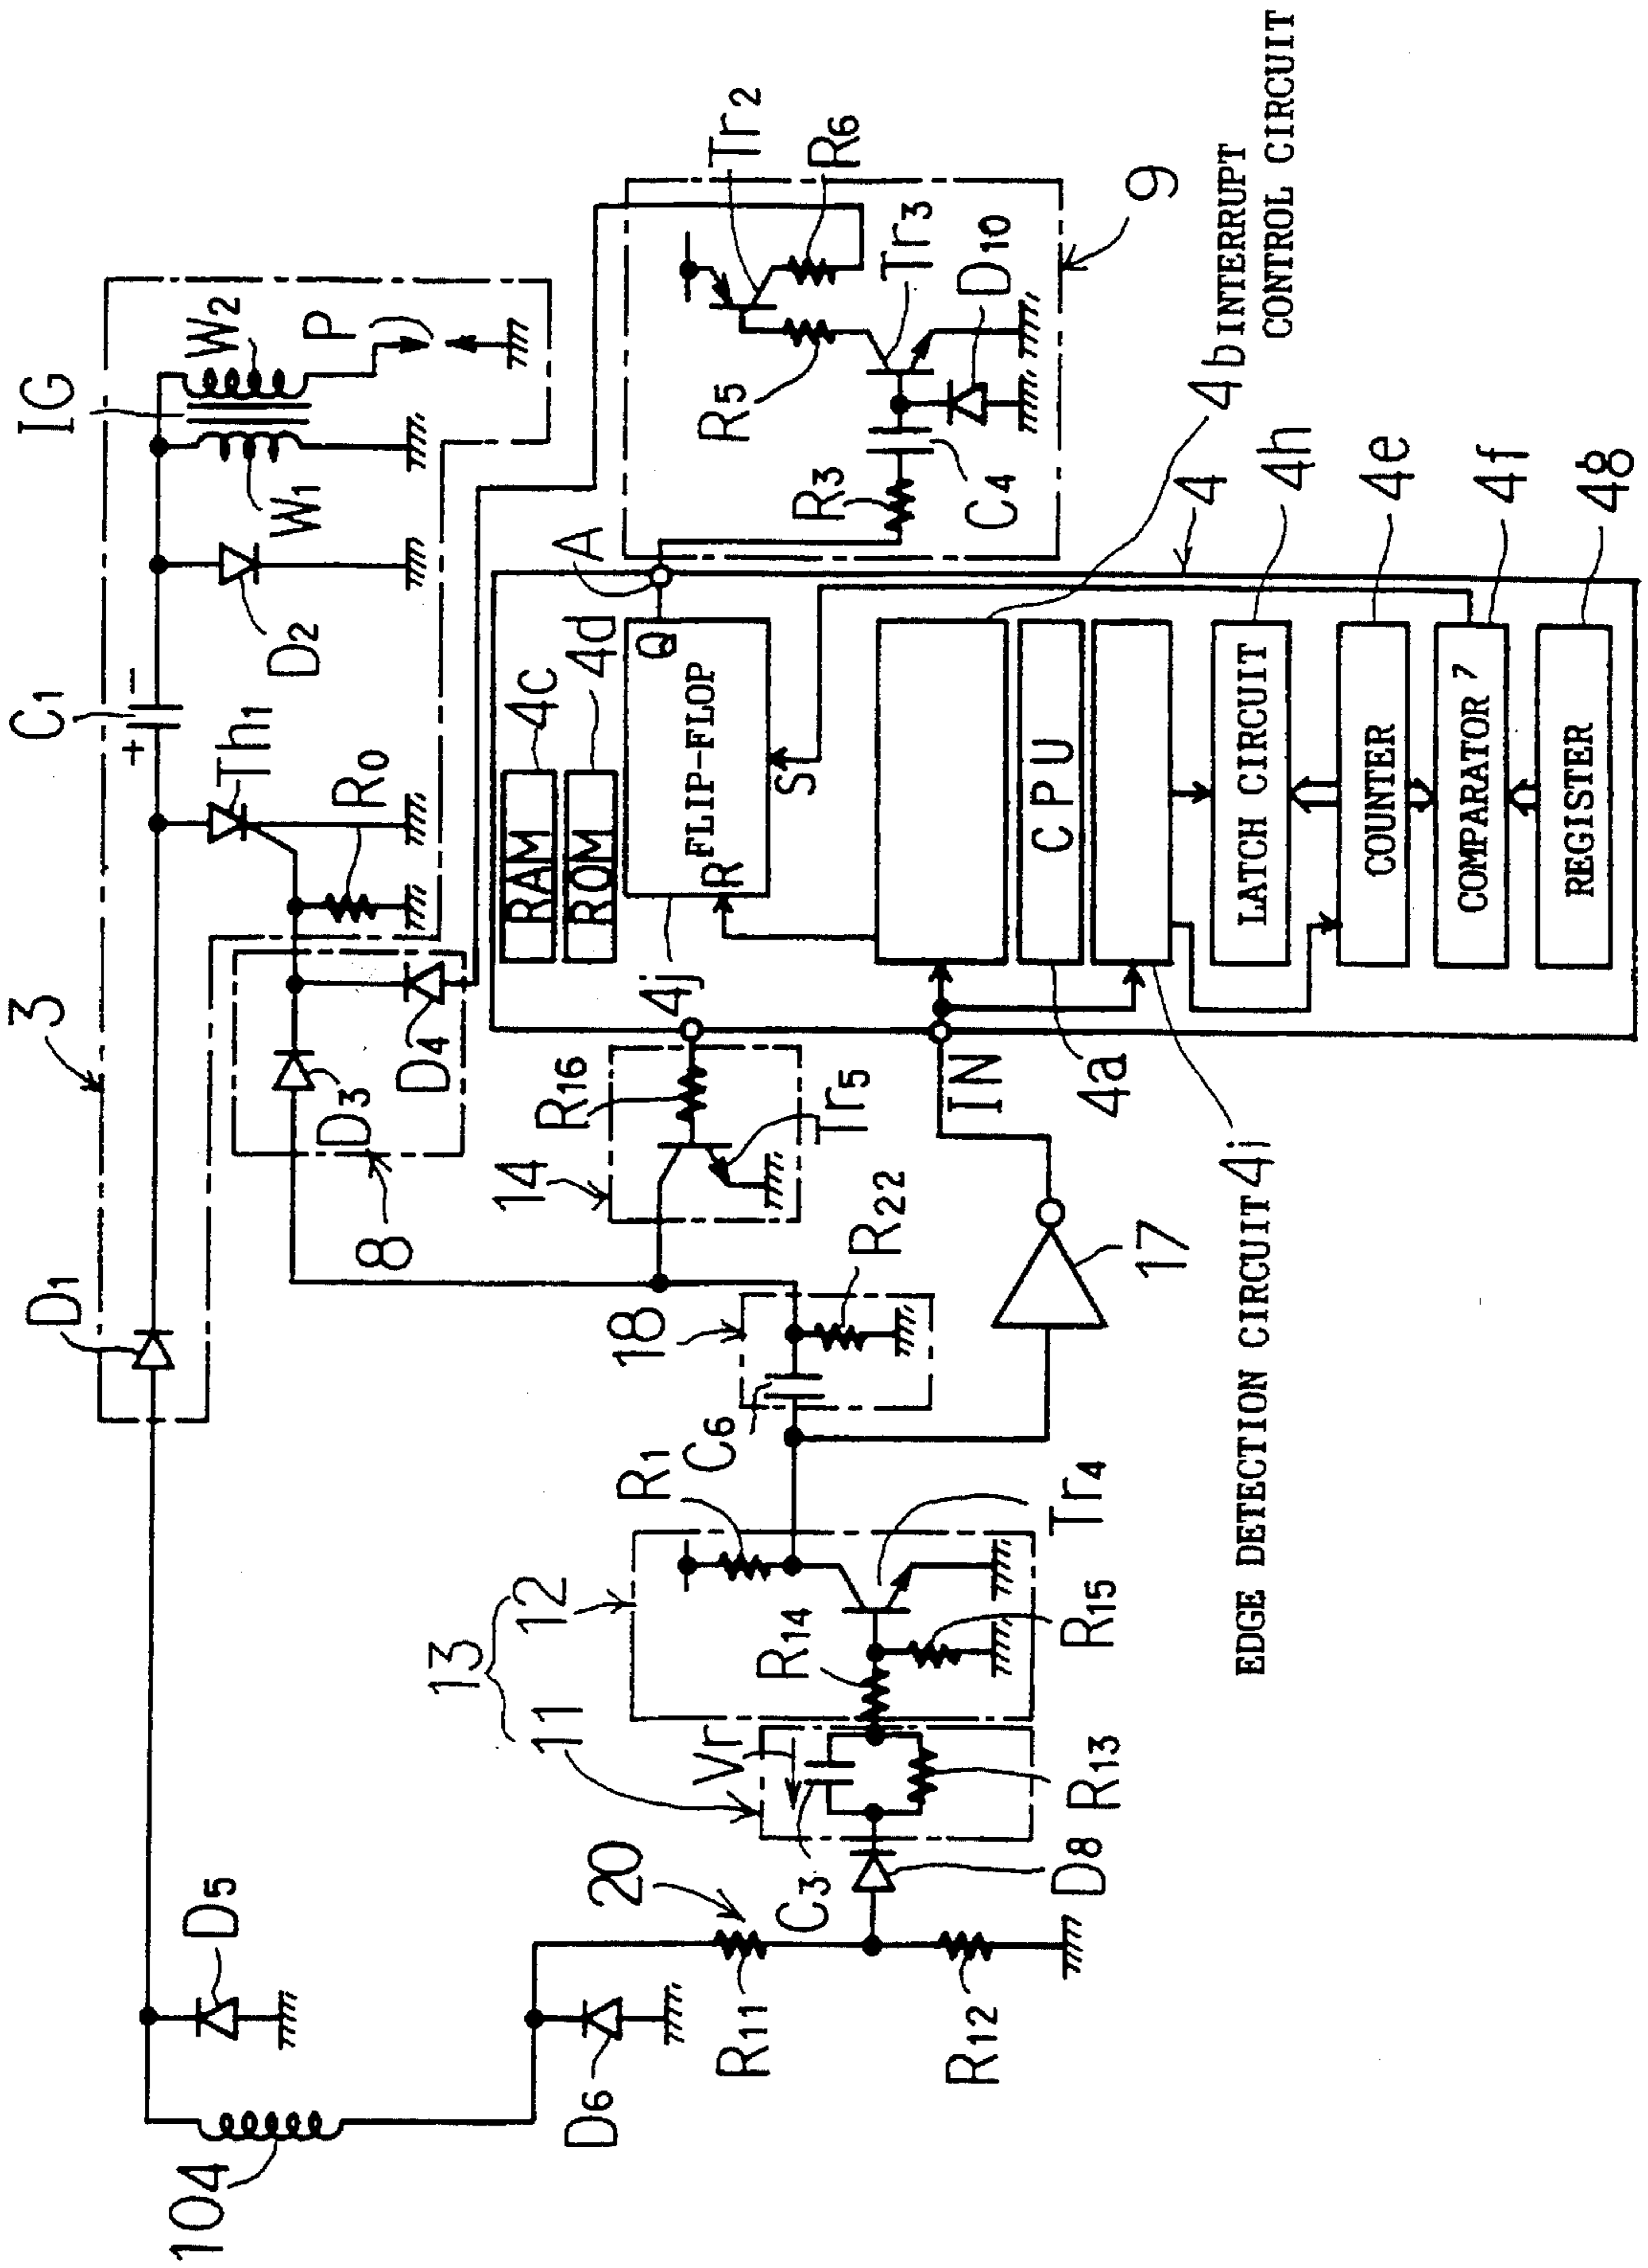 3
D1
C1
+
−
IG
W1
W2
P
D2
Th1
R0
D3
D4
8
D5
104
D6
20
R11
R12
D8
C3
Vr
R13
11
12
13
R14
R15
R1
Tr4
C6
18
R22
14
R16
Tr5
17
IN
4j
RAM
4C
ROM
4d
R
FLIP-FLOP
S
Q
A
CPU
4a
4b INTERRUPT
CONTROL CIRCUIT
EDGE DETECTION CIRCUIT 4i
LATCH CIRCUIT
4h
COUNTER
4e
COMPARATOR
4f
REGISTER
4g
4
R3
C4
R5
R6
Tr2
Tr3
D10
9